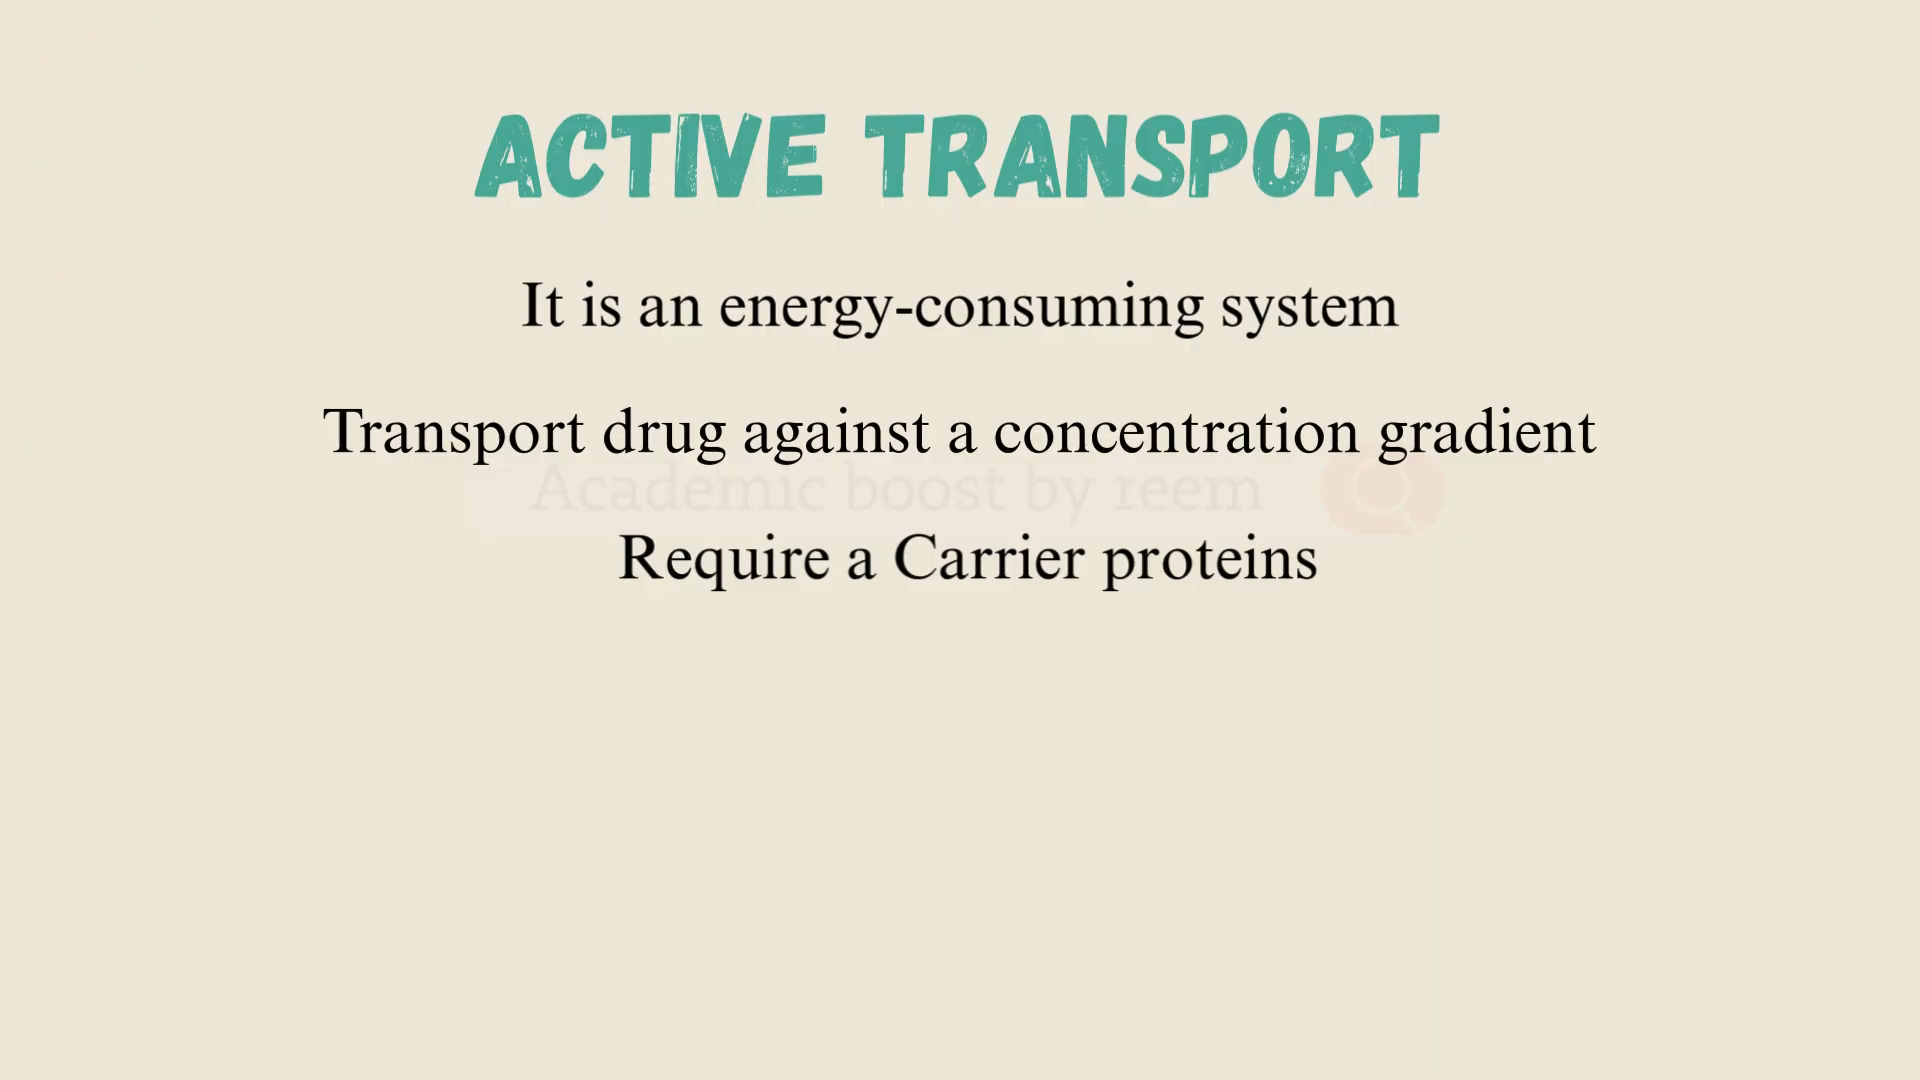 ACTIVE TRANSPORT
It is an energy-consuming system
Transport drug against a concentration gradient
Academic boost by reem
Require a Carrier proteins